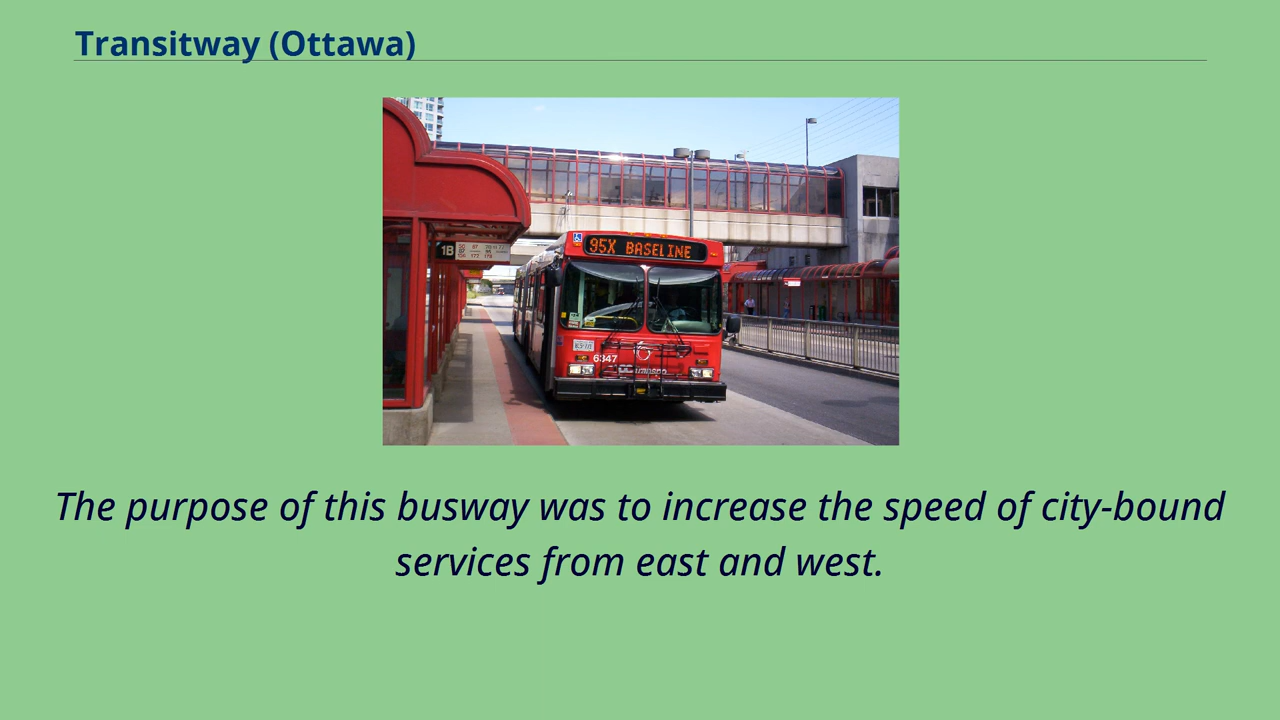 Transitway (Ottawa)
1B
95X BASELINE
6347
The purpose of this busway was to increase the speed of city-bound
services from east and west.